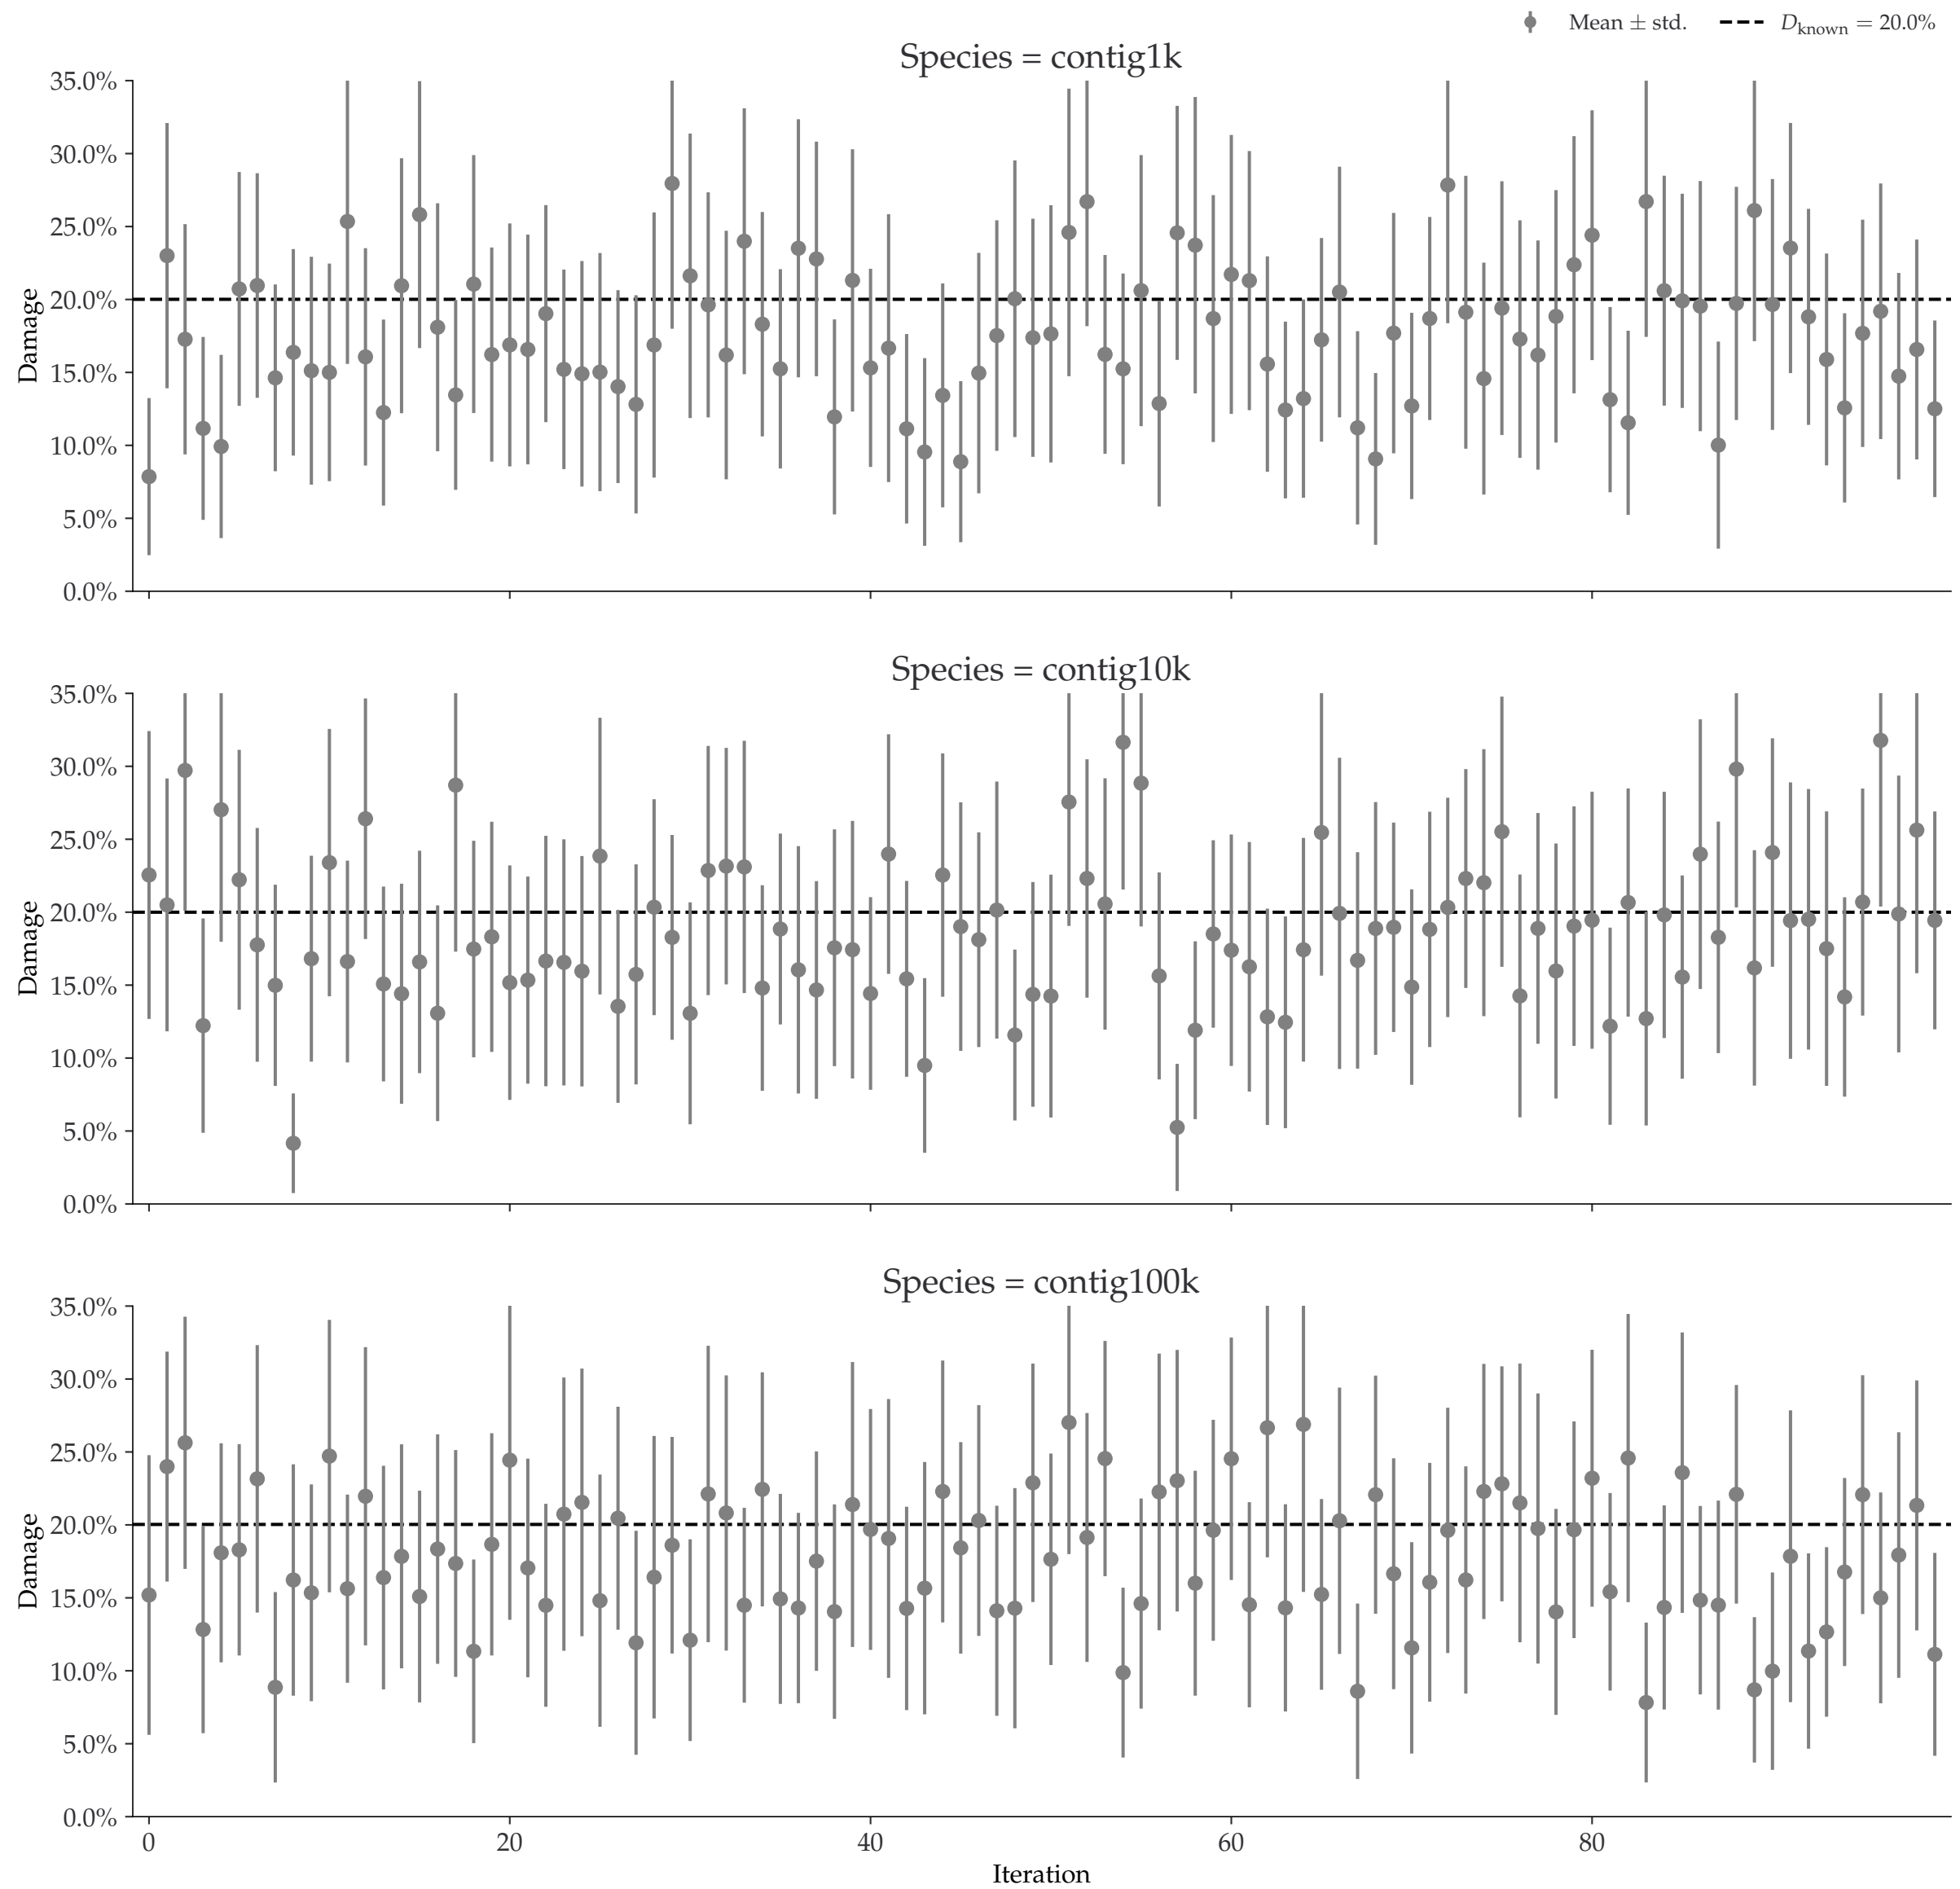 Mean ± std. D_known = 20.0%
Species = contig1k
35.0%
30.0%
25.0%
20.0%
15.0%
10.0%
5.0%
0.0%
Damage
Species = contig10k
35.0%
30.0%
25.0%
20.0%
15.0%
10.0%
5.0%
0.0%
Damage
Species = contig100k
35.0%
30.0%
25.0%
20.0%
15.0%
10.0%
5.0%
0.0%
Damage
0 20 40 60 80
Iteration